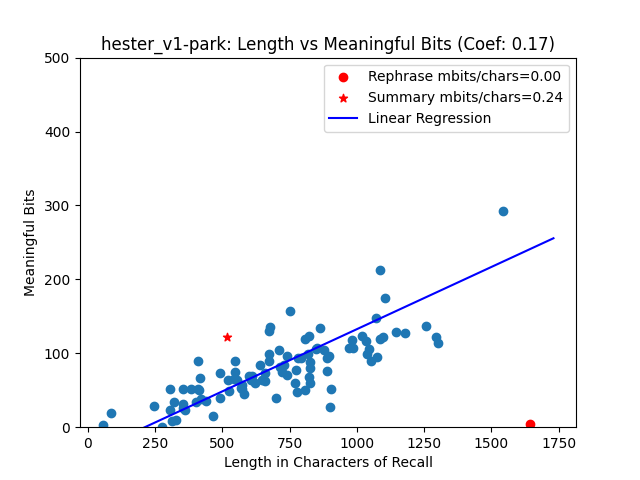 hester_v1-park: Length vs Meaningful Bits (Coef: 0.17)
Rephrase mbits/chars=0.00
Summary mbits/chars=0.24
Linear Regression
500
400
300
200
100
0
Meaningful Bits
0 250 500 750 1000 1250 1500 1750
Length in Characters of Recall